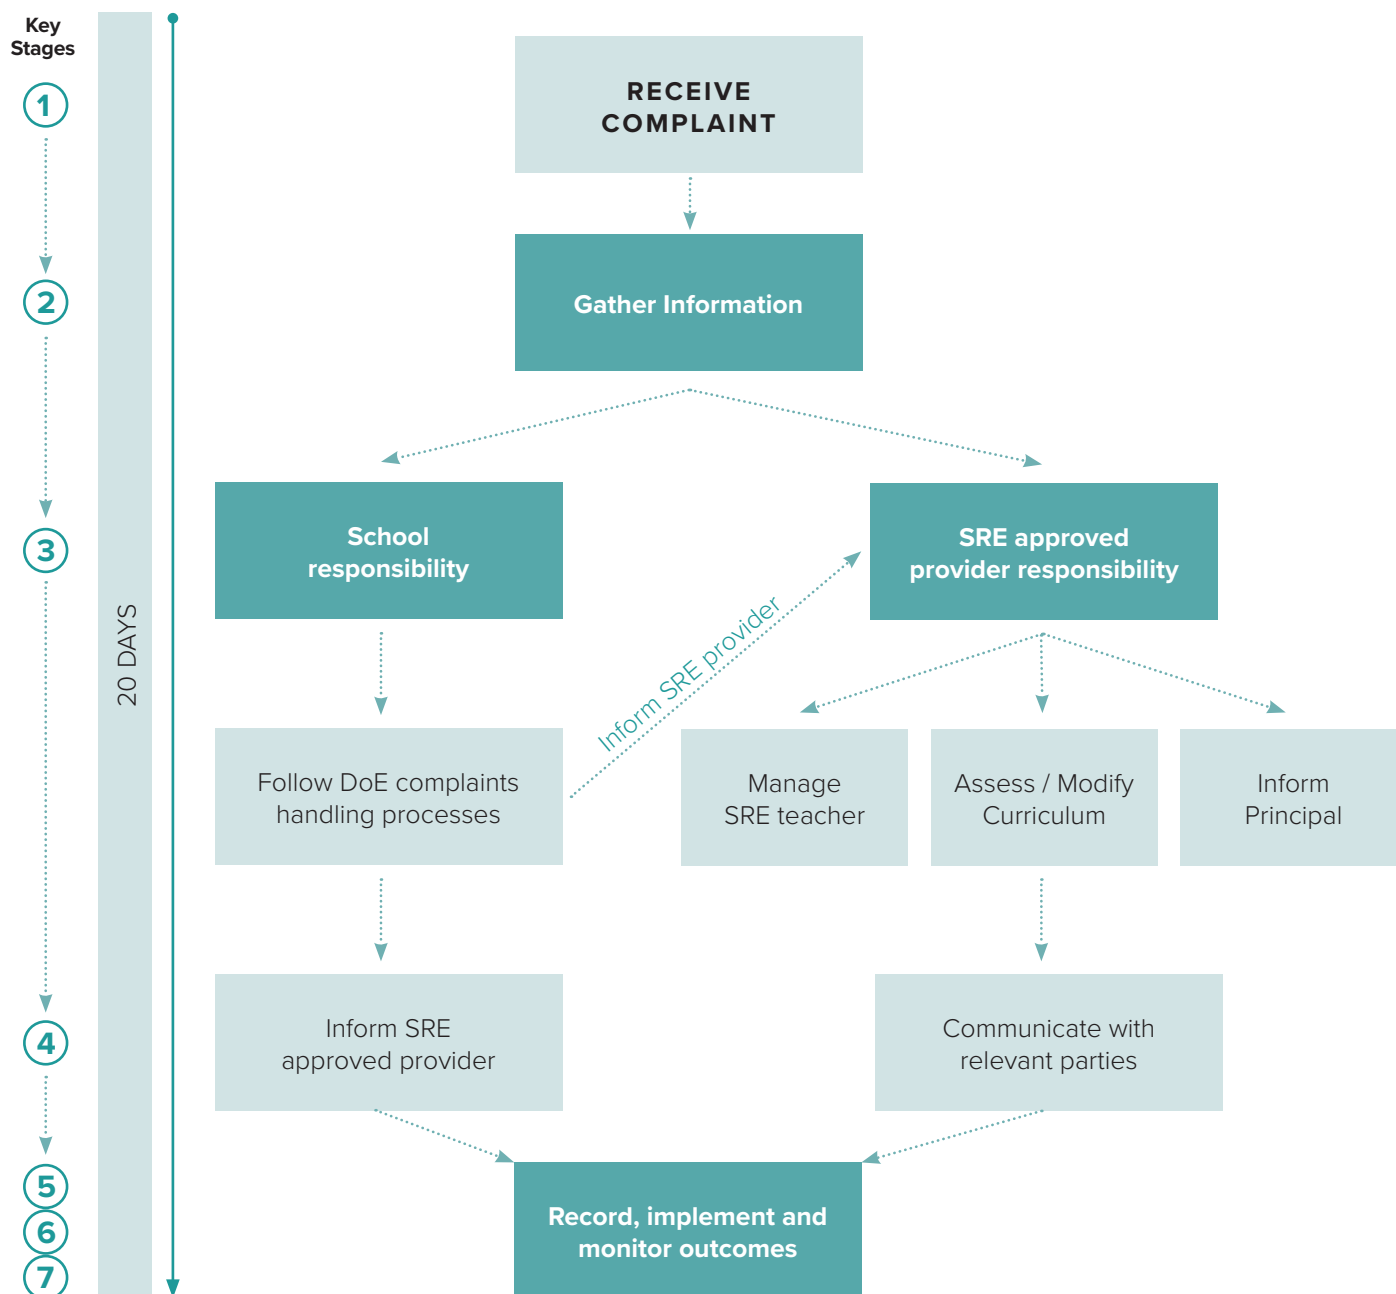 Key
Stages
1
RECEIVE
COMPLAINT
2
Gather Information
3
School
responsibility
SRE approved
provider responsibility
20 DAYS
Inform SRE provider
Follow DoE complaints
handling processes
Manage
SRE teacher
Assess / Modify
Curriculum
Inform
Principal
4
Inform SRE
approved provider
Communicate with
relevant parties
5
6
7
Record, implement and
monitor outcomes